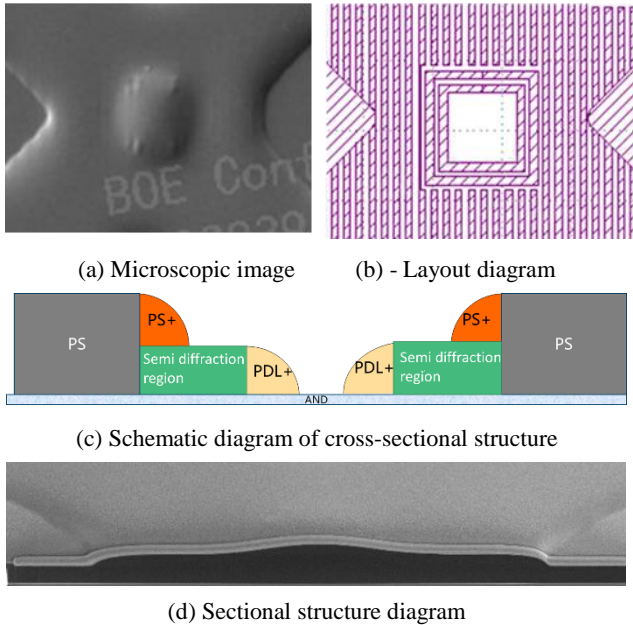 BOE Conf
(a) Microscopic image
(b) - Layout diagram
PS
PS+
Semi diffraction
region
PDL+
PDL+
Semi diffraction
region
PS+
PS
AND
(c) Schematic diagram of cross-sectional structure
(d) Sectional structure diagram